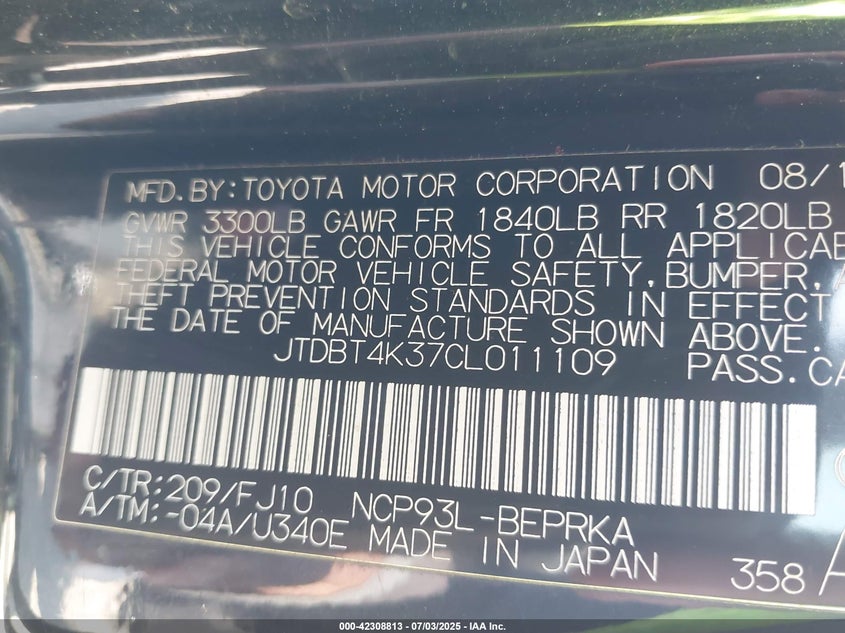 MFD.BY:TOYOTA MOTOR CORPORATION 08/1
GVWR 3300LB GAWR FR 1840LB RR 1820LB
THIS VEHICLE CONFORMS TO ALL APPLICAB
FEDERAL MOTOR VEHICLE SAFETY,BUMPER,A
THEFT PREVENTION STANDARDS IN EFFECT
THE DATE OF MANUFACTURE SHOWN ABOVE.
JTDBT4K37CL011109 PASS.CA
C/TR:209/FJ10 NCP93L-BEPRKA
A/TM:-04A/U340E MADE IN JAPAN 358
000-42308813 - 07/03/2025 - IAA Inc.